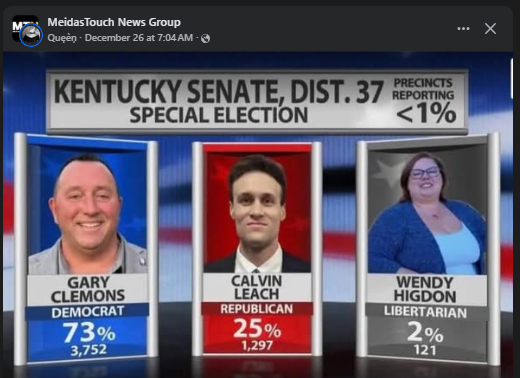 MeidasTouch News Group
Quẹẹn · December 26 at 7:04 AM ·
KENTUCKY SENATE, DIST. 37
SPECIAL ELECTION
PRECINCTS
REPORTING
<1%
GARY
CLEMONS
DEMOCRAT
73%
3,752
CALVIN
LEACH
REPUBLICAN
25%
1,297
WENDY
HIGDON
LIBERTARIAN
2%
121